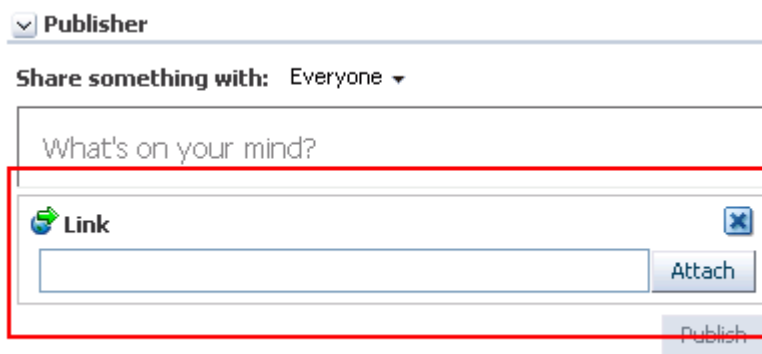 Publisher
Share something with: Everyone
What's on your mind?
Link
Attach
Publish